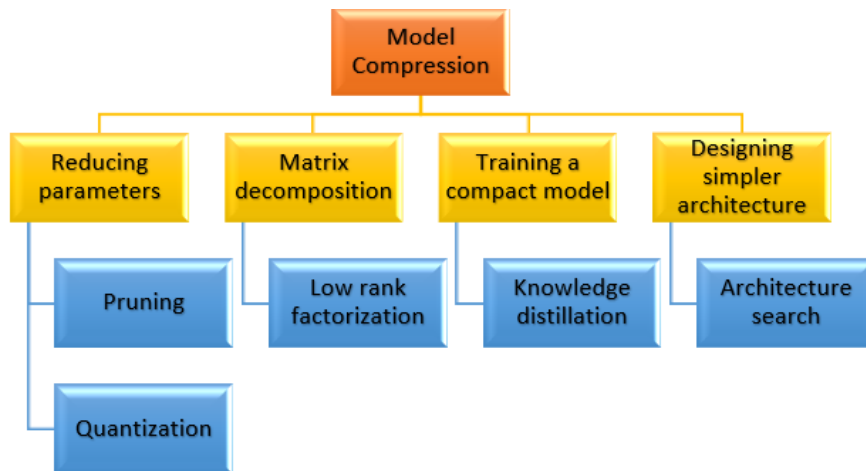 Model
Compression
Reducing
parameters
Matrix
decomposition
Training a
compact model
Designing
simpler
architecture
Pruning
Low rank
factorization
Knowledge
distillation
Architecture
search
Quantization